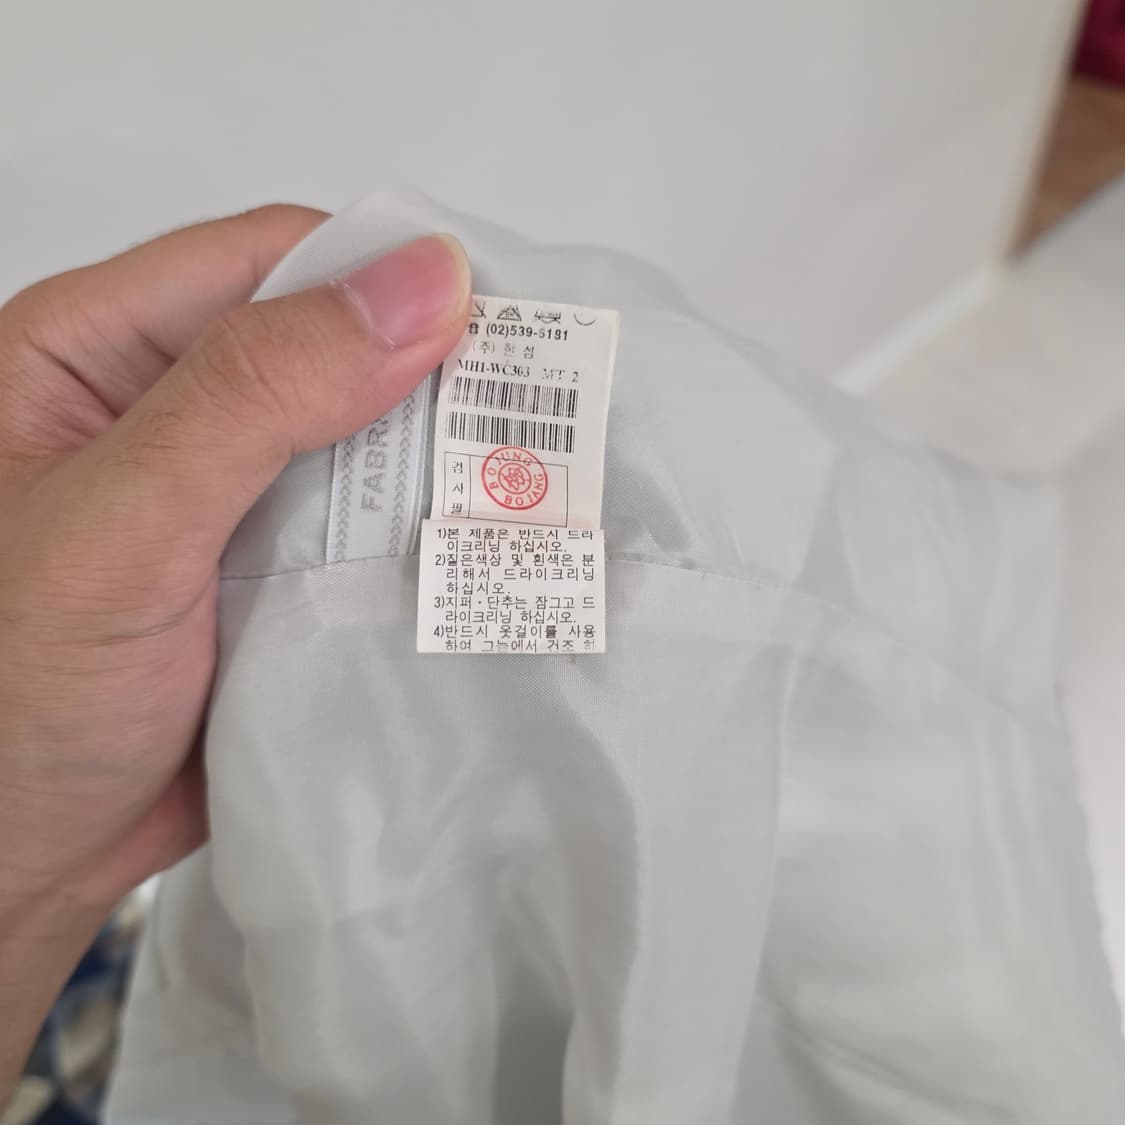 (02)539-6181
(주) 한 섬
MH1-WC303 MT 2
검
사
필
BOJUNG
BOJANG
1)본 제품은 반드시 드라
이크리닝 하십시오.
2)짙은색상 및 흰색은 분
리해서 드라이크리닝
하십시오.
3)지퍼·단추는 잠그고 드
라이크리닝 하십시오.
4)반드시 옷걸이를 사용
하여 그늘에서 건조 하
FABRI